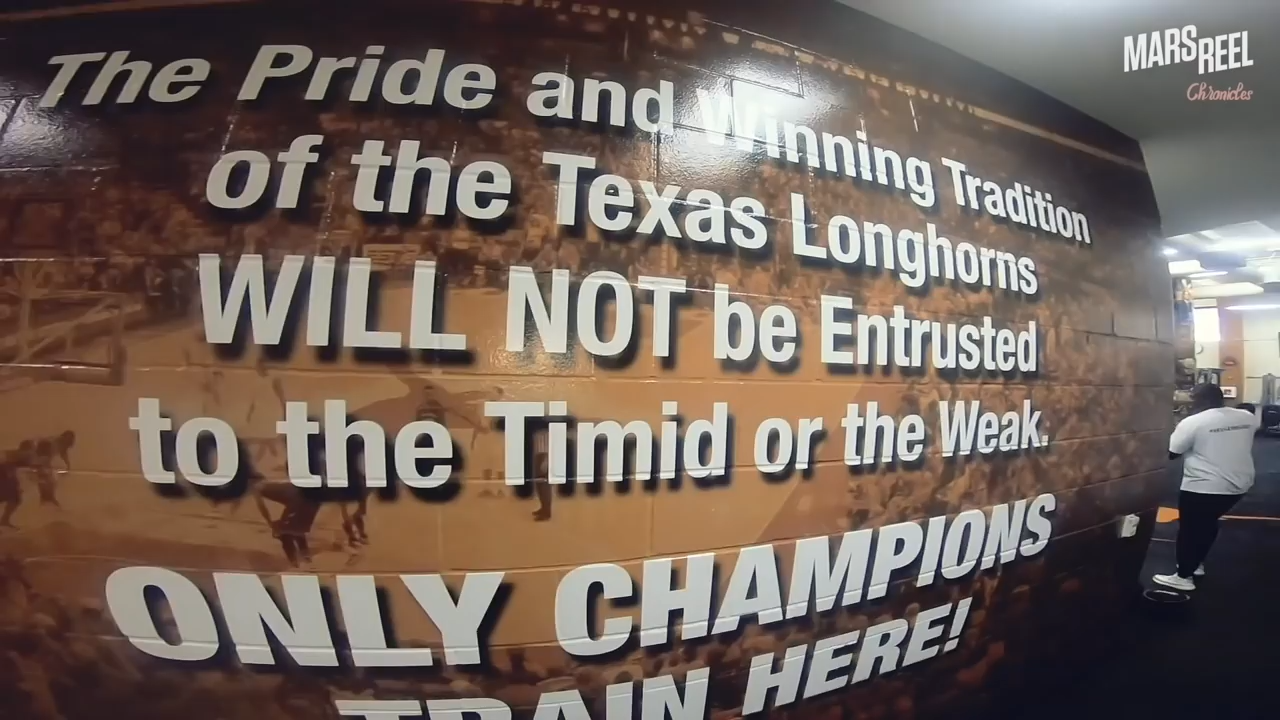 The Pride and Winning Tradition
of the Texas Longhorns
WILL NOT be Entrusted
to the Timid or the Weak.
ONLY CHAMPIONS
TRAIN HERE!
MARS REEL
Chronicles